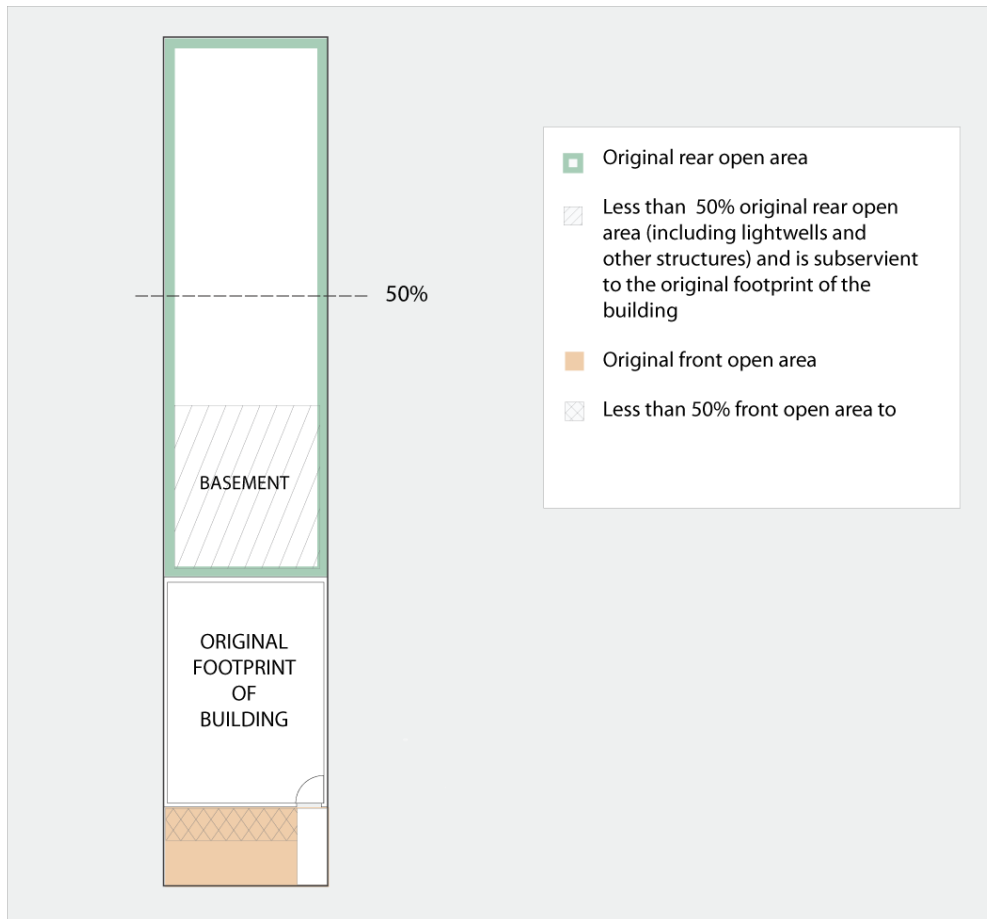 50%
BASEMENT
ORIGINAL
FOOTPRINT
OF
BUILDING
Original rear open area
Less than 50% original rear open
area (including lightwells and
other structures) and is subservient
to the original footprint of the
building
Original front open area
Less than 50% front open area to